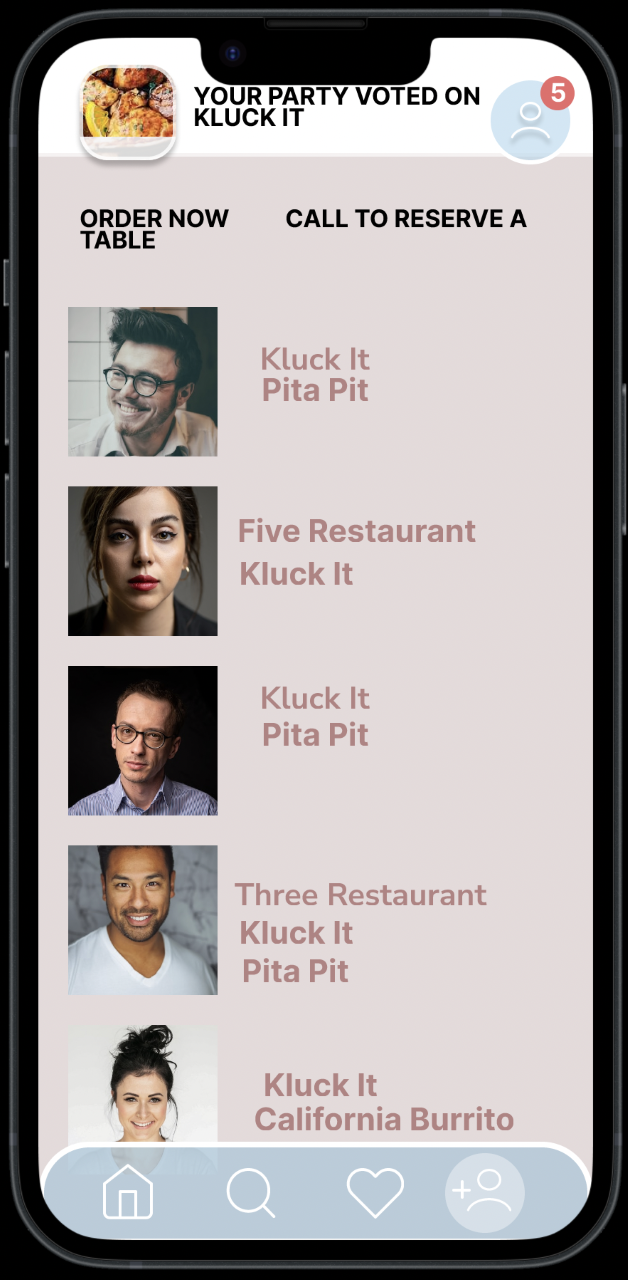 YOUR PARTY VOTED ON
KLUCK IT
5
ORDER NOW CALL TO RESERVE A
TABLE
Kluck It
Pita Pit
Five Restaurant
Kluck It
Kluck It
Pita Pit
Three Restaurant
Kluck It
Pita Pit
Kluck It
California Burrito